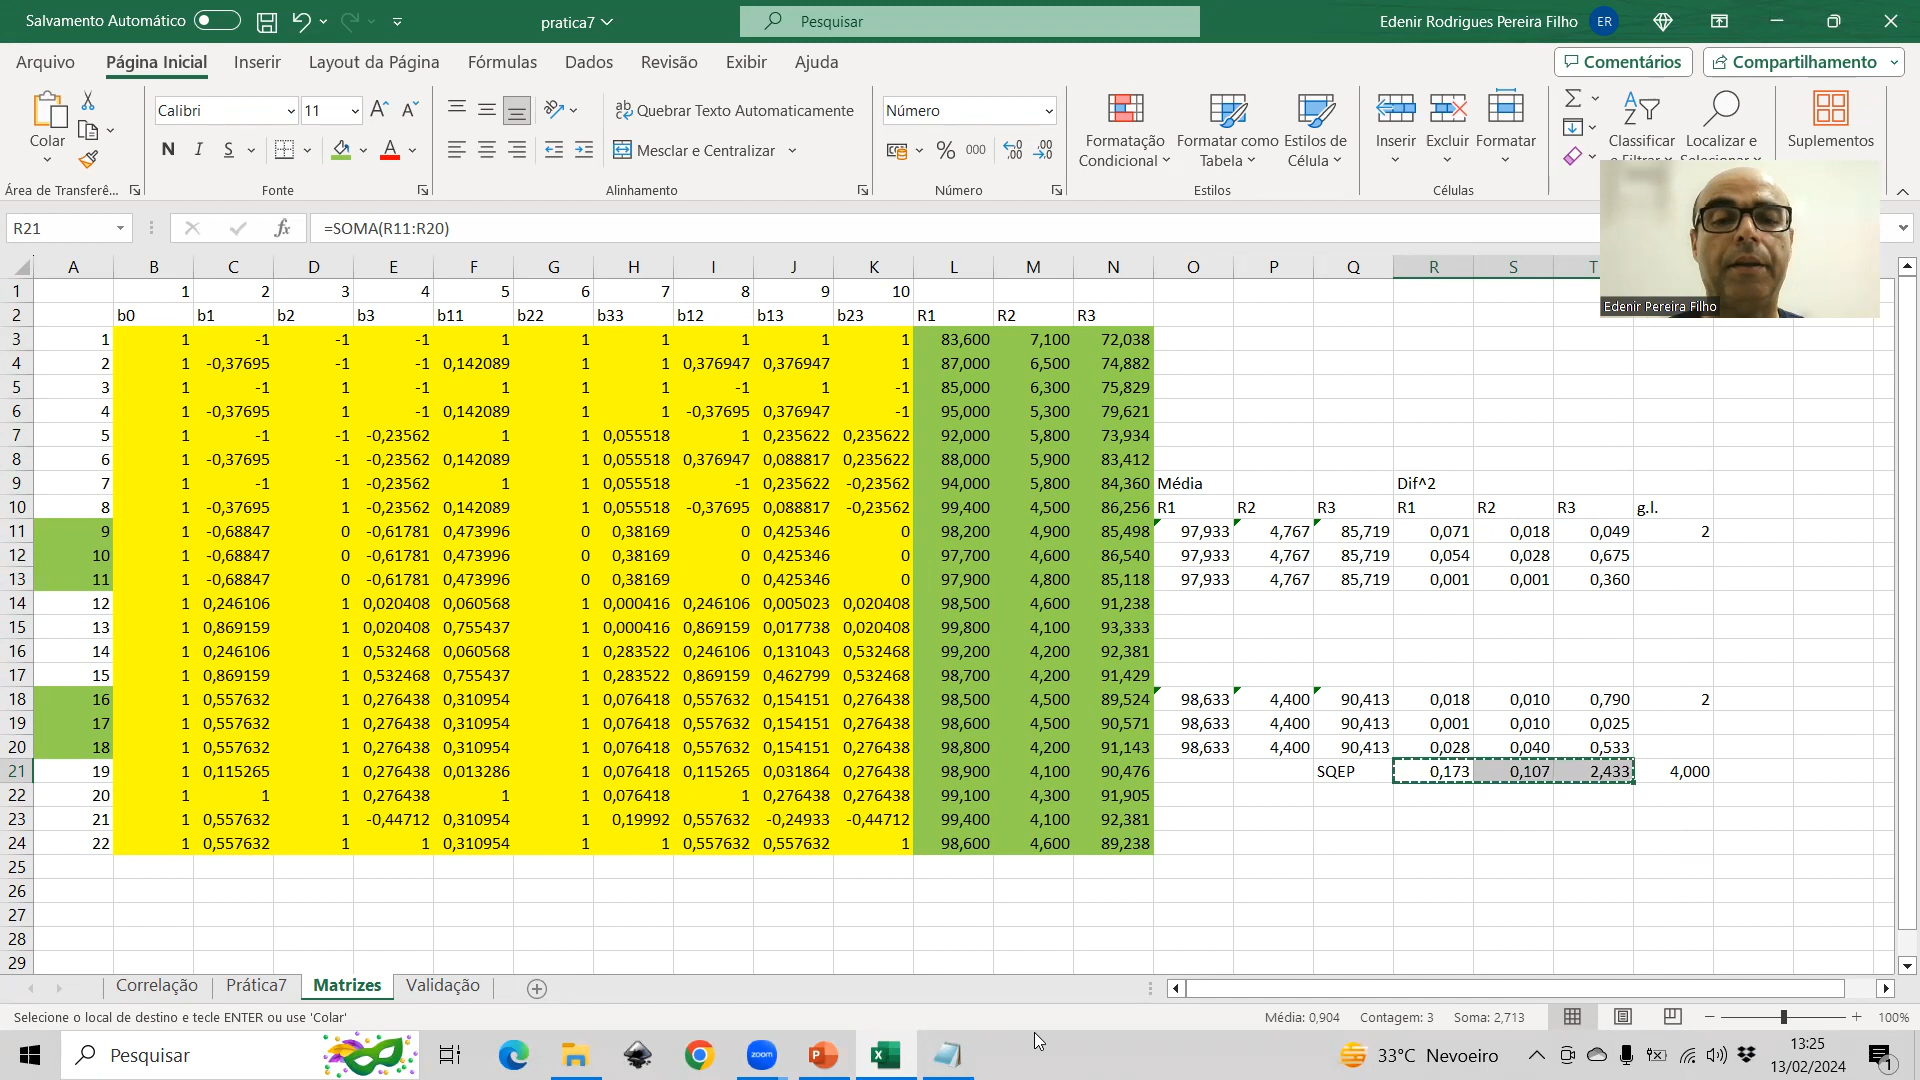 Salvamento Automático
pratica7
Pesquisar
Edenir Rodrigues Pereira Filho ER
Arquivo Página Inicial Inserir Layout da Página Fórmulas Dados Revisão Exibir Ajuda
Comentários Compartilhamento
Colar
Calibri 11
N I S
Quebrar Texto Automaticamente
Mesclar e Centralizar
Número
% 000
Formatação Condicional
Formatar como Tabela
Estilos de Célula
Inserir Excluir Formatar
Classificar
Localizar e
Suplementos
Área de Transferê... Fonte Alinhamento Número Estilos Células
Edenir Pereira Filho
R21 fx =SOMA(R11:R20)
A B C D E F G H I J K L M N O P Q R S T
1 1 2 3 4 5 6 7 8 9 10
2 b0 b1 b2 b3 b11 b22 b33 b12 b13 b23 R1 R2 R3
3 1 1 -1 -1 -1 1 1 1 1 1 1 83,600 7,100 72,038
4 2 1 -0,37695 -1 -1 0,142089 1 1 0,376947 0,376947 1 87,000 6,500 74,882
5 3 1 -1 1 -1 1 1 1 -1 1 -1 85,000 6,300 75,829
6 4 1 -0,37695 1 -1 0,142089 1 1 -0,37695 0,376947 -1 95,000 5,300 79,621
7 5 1 -1 -1 -0,23562 1 1 0,055518 1 0,235622 0,235622 92,000 5,800 73,934
8 6 1 -0,37695 -1 -0,23562 0,142089 1 0,055518 0,376947 0,088817 0,235622 88,000 5,900 83,412
9 7 1 -1 1 -0,23562 1 1 0,055518 -1 0,235622 -0,23562 94,000 5,800 84,360 Média Dif^2
10 8 1 -0,37695 1 -0,23562 0,142089 1 0,055518 -0,37695 0,088817 -0,23562 99,400 4,500 86,256 R1 R2 R3 R1 R2 R3 g.l.
11 9 1 -0,68847 0 -0,61781 0,473996 0 0,38169 0 0,425346 0 98,200 4,900 85,498 97,933 4,767 85,719 0,071 0,018 0,049 2
12 10 1 -0,68847 0 -0,61781 0,473996 0 0,38169 0 0,425346 0 97,700 4,600 86,540 97,933 4,767 85,719 0,054 0,028 0,675
13 11 1 -0,68847 0 -0,61781 0,473996 0 0,38169 0 0,425346 0 97,900 4,800 85,118 97,933 4,767 85,719 0,001 0,001 0,360
14 12 1 0,246106 1 0,020408 0,060568 1 0,000416 0,246106 0,005023 0,020408 98,500 4,600 91,238
15 13 1 0,869159 1 0,020408 0,755437 1 0,000416 0,869159 0,017738 0,020408 99,800 4,100 93,333
16 14 1 0,246106 1 0,532468 0,060568 1 0,283522 0,246106 0,131043 0,532468 99,200 4,200 92,381
17 15 1 0,869159 1 0,532468 0,755437 1 0,283522 0,869159 0,462799 0,532468 98,700 4,200 91,429
18 16 1 0,557632 1 0,276438 0,310954 1 0,076418 0,557632 0,154151 0,276438 98,500 4,500 89,524 98,633 4,400 90,413 0,018 0,010 0,790 2
19 17 1 0,557632 1 0,276438 0,310954 1 0,076418 0,557632 0,154151 0,276438 98,600 4,500 90,571 98,633 4,400 90,413 0,001 0,010 0,025
20 18 1 0,557632 1 0,276438 0,310954 1 0,076418 0,557632 0,154151 0,276438 98,800 4,200 91,143 98,633 4,400 90,413 0,028 0,040 0,533
21 19 1 0,115265 1 0,276438 0,013286 1 0,076418 0,115265 0,031864 0,276438 98,900 4,100 90,476 SQEP 0,173 0,107 2,433 4,000
22 20 1 1 1 0,276438 1 1 0,076418 1 0,276438 0,276438 99,100 4,300 91,905
23 21 1 0,557632 1 -0,44712 0,310954 1 0,19992 0,557632 -0,24933 -0,44712 99,400 4,100 92,381
24 22 1 0,557632 1 1 0,310954 1 1 0,557632 0,557632 1 98,600 4,600 89,238
25
26
27
28
29
Correlação Prática7 Matrizes Validação
Selecione o local de destino e tecle ENTER ou use 'Colar' Média: 0,904 Contagem: 3 Soma: 2,713 100%
Pesquisar
zoom
33°C Nevoeiro
13:25
13/02/2024
1